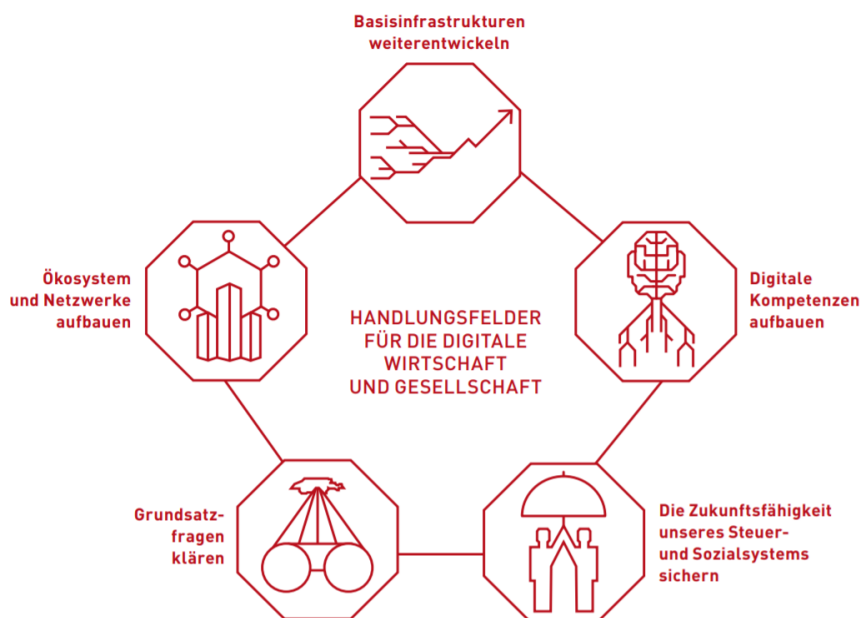 Basisinfrastrukturen
weiterentwickeln
Ökosystem
und Netzwerke
aufbauen
HANDLUNGSFELDER
FÜR DIE DIGITALE
WIRTSCHAFT
UND GESELLSCHAFT
Digitale
Kompetenzen
aufbauen
Grundsatz-
fragen
klären
Die Zukunftsfähigkeit
unseres Steuer-
und Sozialsystems
sichern